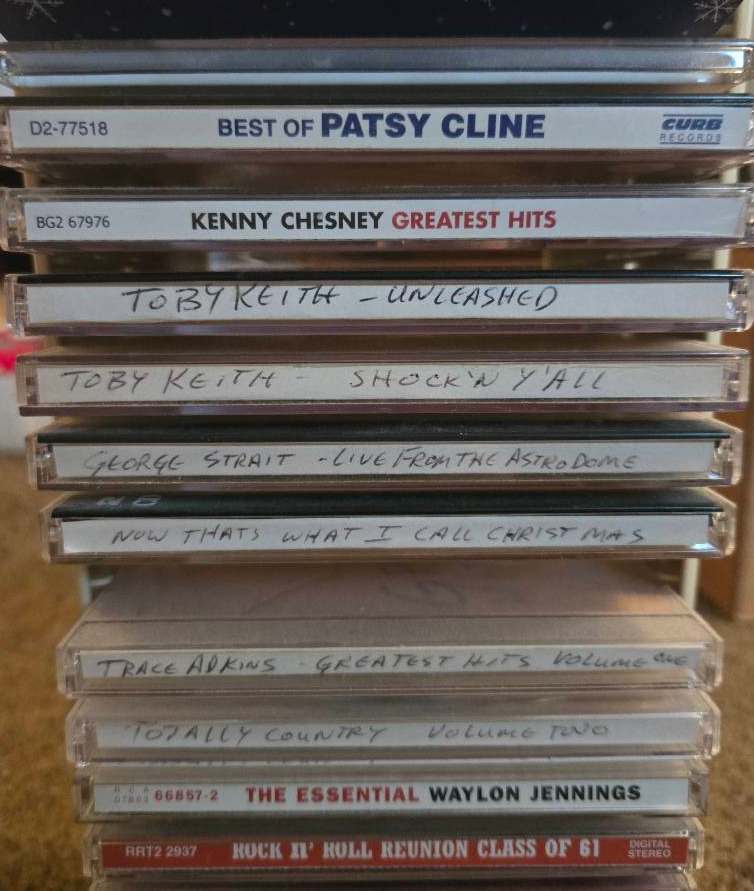 D2-77518 BEST OF PATSY CLINE CURB RECORDS
BG2 67976 KENNY CHESNEY GREATEST HITS
TOBY KEITH - UNLEASHED
TOBY KEITH - SHOCK'N Y'ALL
GEORGE STRAIT - LIVE FROM THE ASTRODOME
NOW THATS WHAT I CALL CHRISTMAS
TRACE ADKINS - GREATEST HITS VOLUME ONE
TOTALLY COUNTRY VOLUME TWO
RCA 07863 66857-2 THE ESSENTIAL WAYLON JENNINGS
RRT2 2937 ROCK N' ROLL REUNION CLASS OF 61 DIGITAL STEREO